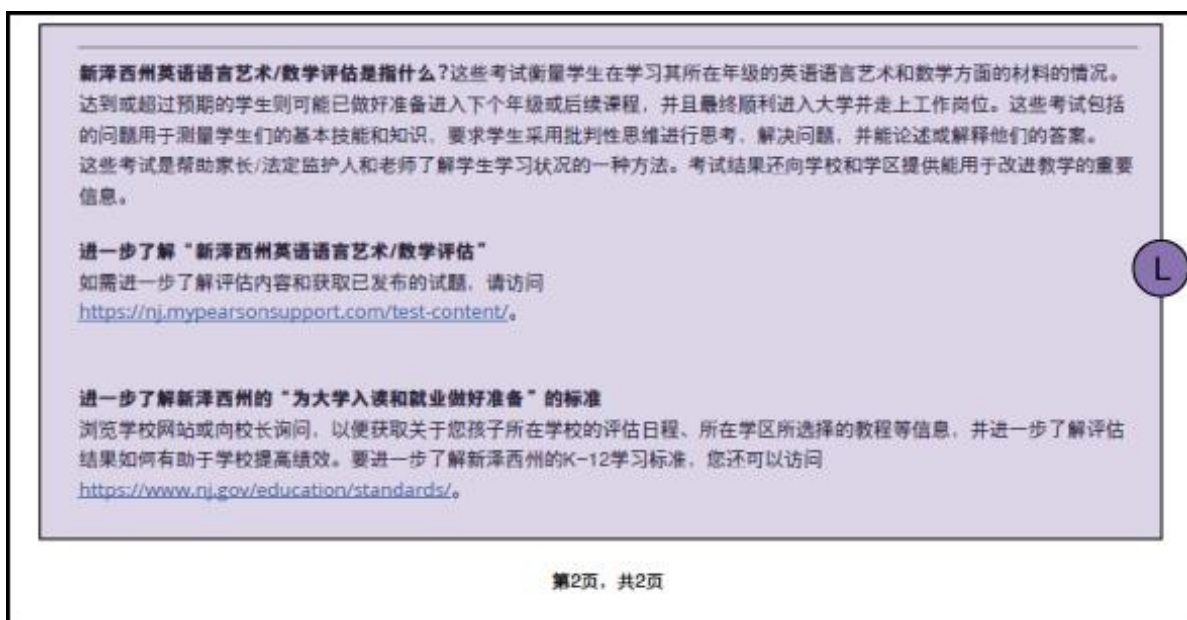 新泽西州英语语言艺术/数学评估是指什么?这些考试衡量学生在学习其所在年级的英语语言艺术和数学方面的材料的情况。
达到或超过预期的学生则可能已做好准备进入下个年级或后续课程，并且最终顺利进入大学并走上工作岗位。这些考试包括
的问题用于测量学生们的基本技能和知识，要求学生采用批判性思维进行思考、解决问题，并能论述或解释他们的答案。
这些考试是帮助家长/法定监护人和老师了解学生学习状况的一种方法。考试结果还向学校和学区提供能用于改进教学的重要
信息。
进一步了解“新泽西州英语语言艺术/数学评估”
如需进一步了解评估内容和获取已发布的试题，请访问
https://nj.mypearsonsupport.com/test-content/。
L
进一步了解新泽西州的“为大学入读和就业做好准备”的标准
浏览学校网站或向校长询问，以便获取关于您孩子所在学校的评估日程、所在学区所选择的教程等信息，并进一步了解评估
结果如何有助于学校提高绩效。要进一步了解新泽西州的K-12学习标准，您还可以访问
https://www.nj.gov/education/standards/。
第2页，共2页